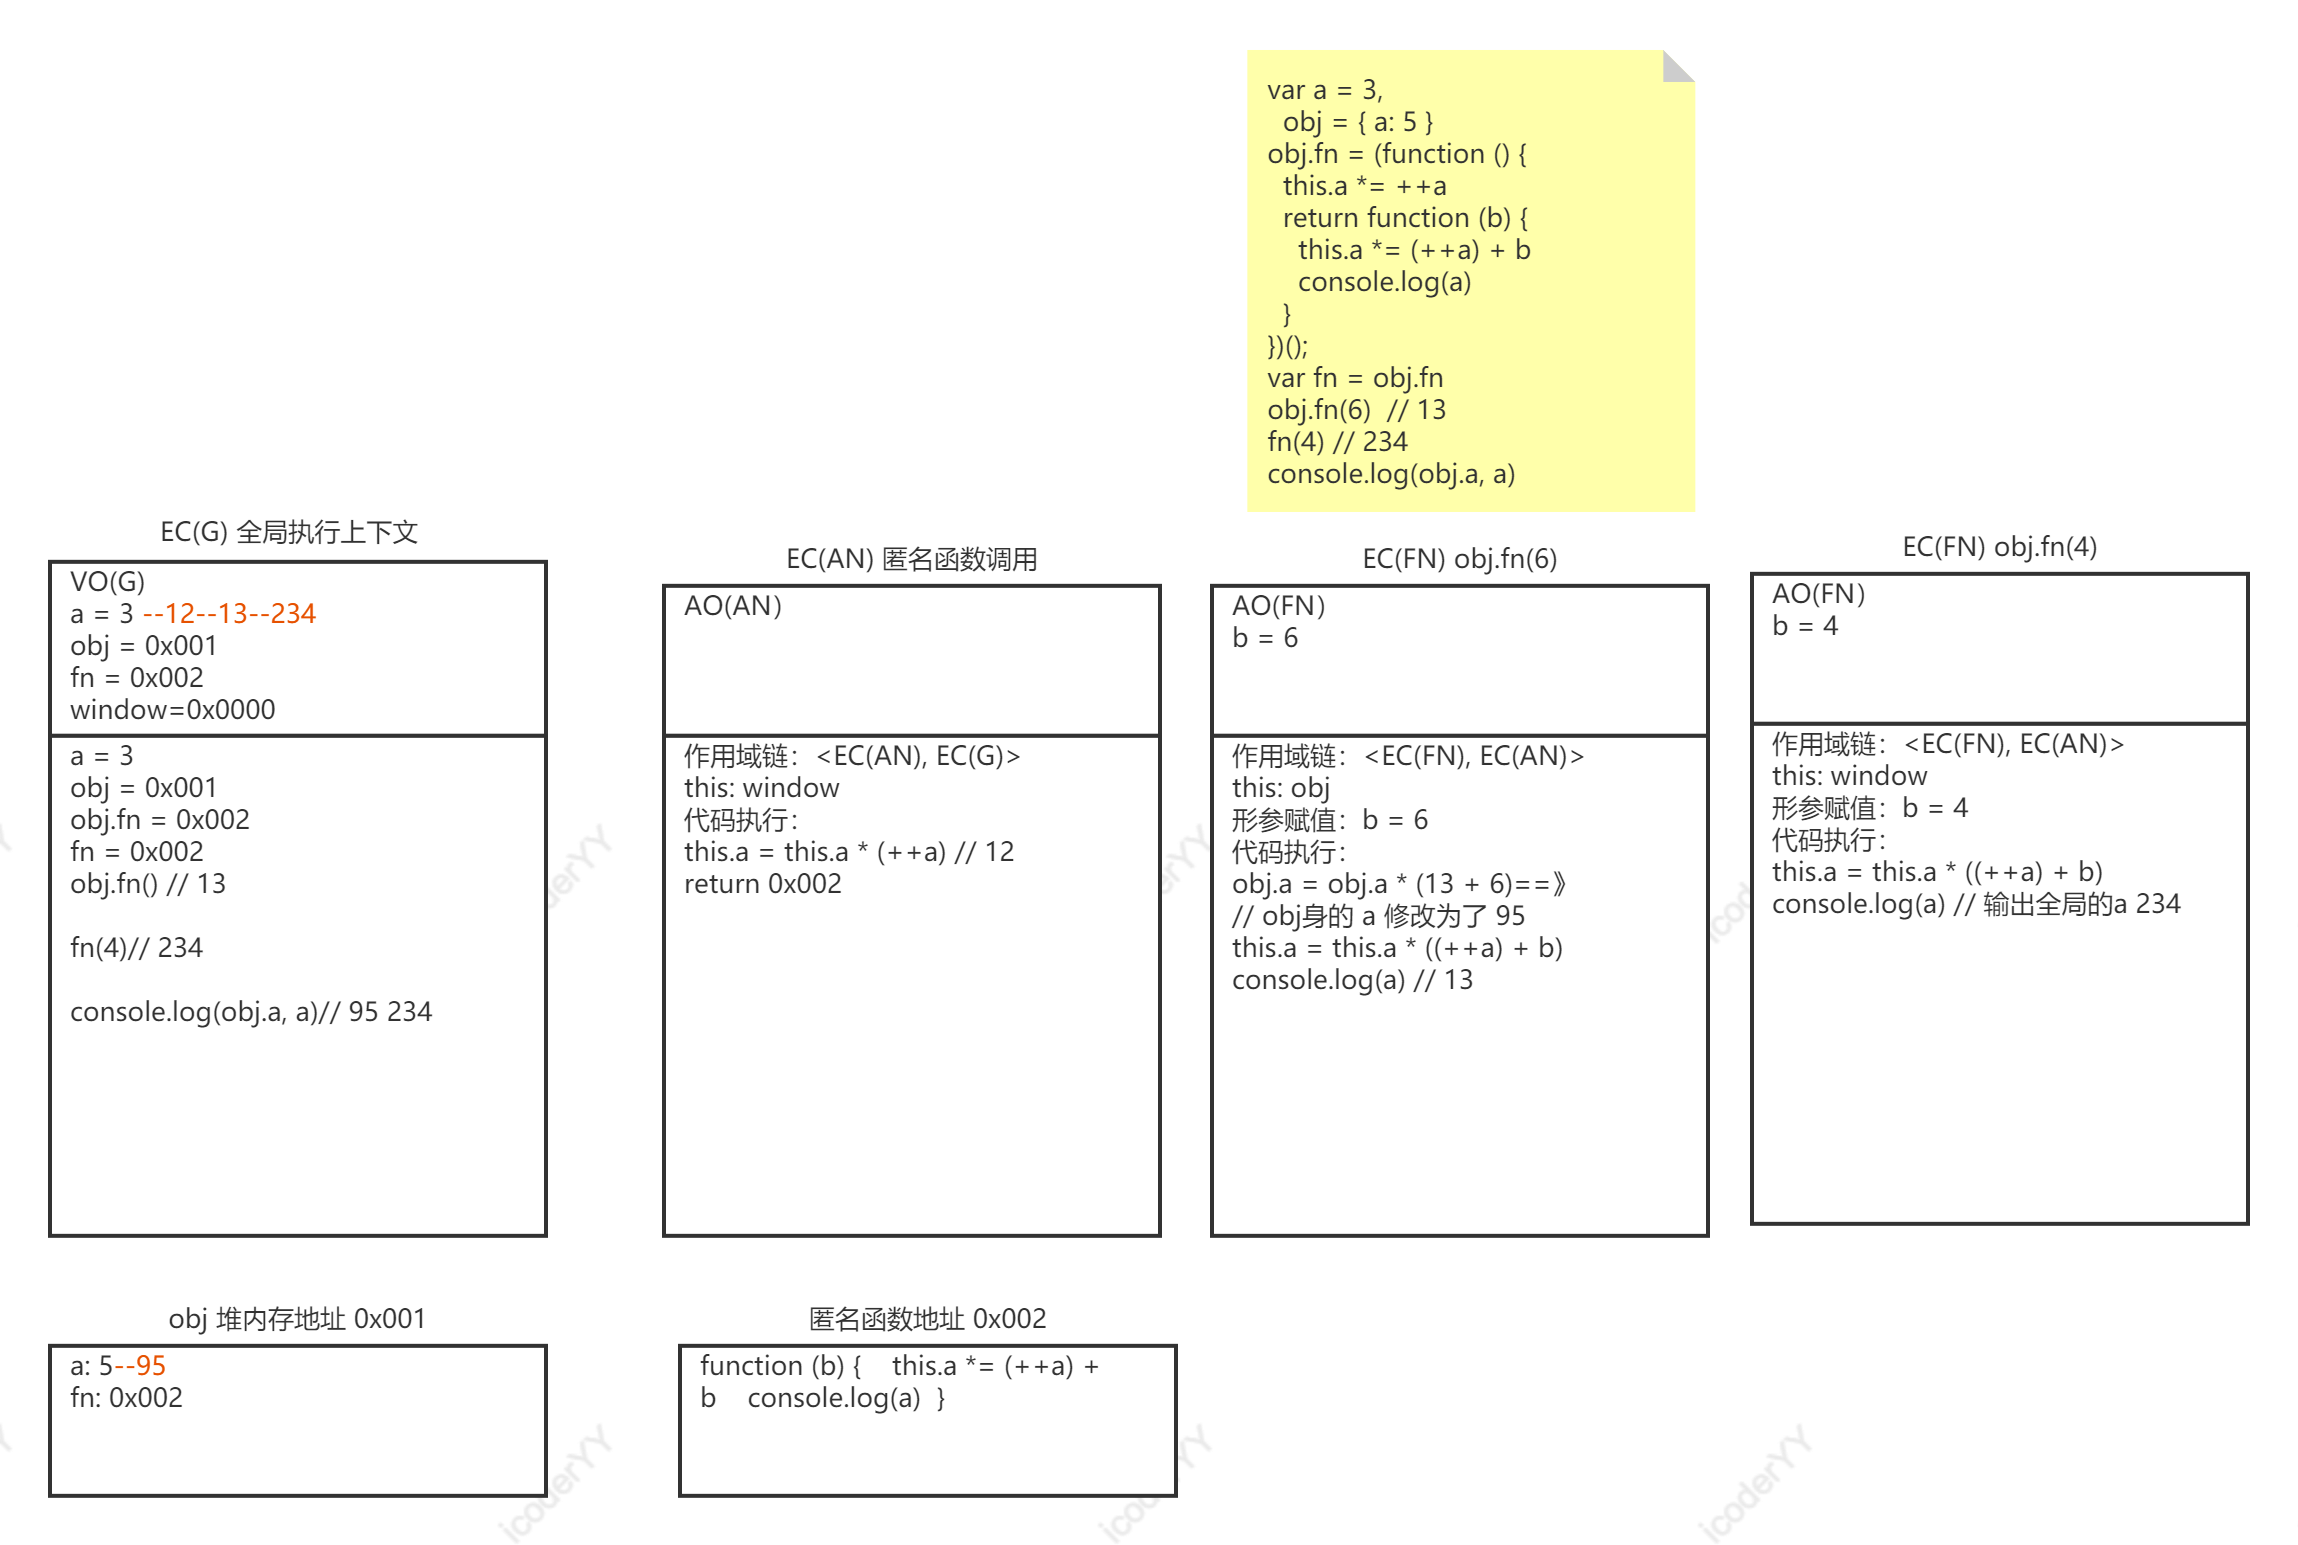 var a = 3,
obj = { a: 5 }
obj.fn = (function () {
this.a *= ++a
return function (b) {
this.a *= (++a) + b
console.log(a)
}
})();
var fn = obj.fn
obj.fn(6)  // 13
fn(4) // 234
console.log(obj.a, a)
EC(G) 全局执行上下文
VO(G)
a = 3 --12--13--234
obj = 0x001
fn = 0x002
window=0x0000
a = 3
obj = 0x001
obj.fn = 0x002
fn = 0x002
obj.fn() // 13
fn(4)// 234
console.log(obj.a, a)// 95 234
EC(AN) 匿名函数调用
AO(AN)
作用域链：<EC(AN), EC(G)>
this: window
代码执行：
this.a = this.a * (++a) // 12
return 0x002
EC(FN) obj.fn(6)
AO(FN)
b = 6
作用域链：<EC(FN), EC(AN)>
this: obj
形参赋值：b = 6
代码执行：
obj.a = obj.a * (13 + 6)==》
// obj身的 a 修改为了 95
this.a = this.a * ((++a) + b)
console.log(a) // 13
EC(FN) obj.fn(4)
AO(FN)
b = 4
作用域链：<EC(FN), EC(AN)>
this: window
形参赋值：b = 4
代码执行：
this.a = this.a * ((++a) + b)
console.log(a) // 输出全局的a 234
obj 堆内存地址 0x001
a: 5--95
fn: 0x002
匿名函数地址 0x002
function (b) {    this.a *= (++a) +
b    console.log(a)  }
icoderYY
icoderYY